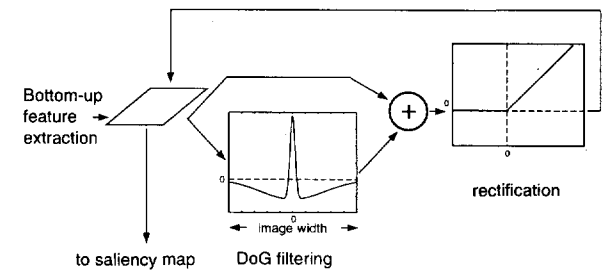 Bottom-up
feature
extraction
to saliency map
0
0
image width
DoG filtering
+
0
0
rectification